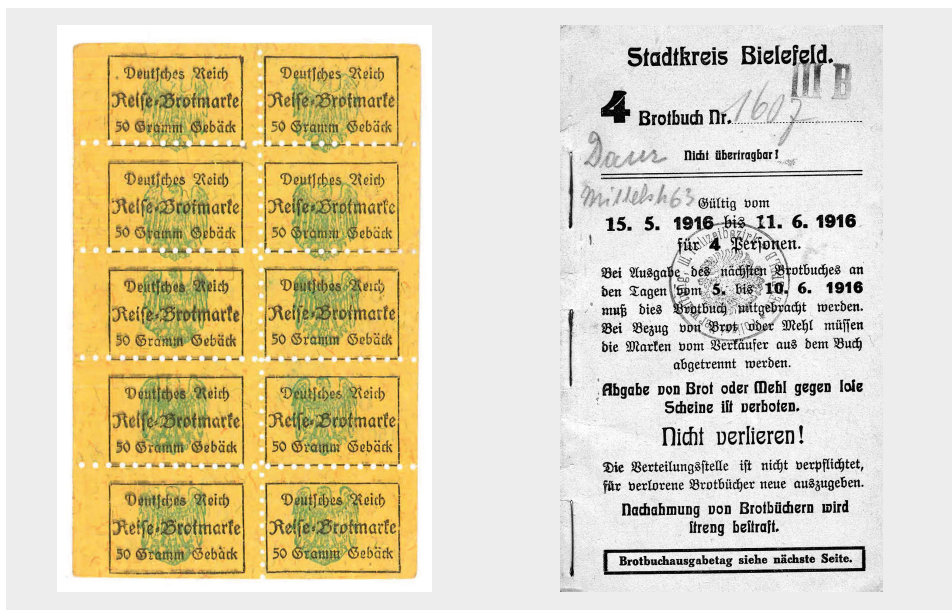 Deutsches Reich
Reise-Brotmarke
50 Gramm Gebäck
Deutsches Reich
Reise-Brotmarke
50 Gramm Gebäck
Deutsches Reich
Reise-Brotmarke
50 Gramm Gebäck
Deutsches Reich
Reise-Brotmarke
50 Gramm Gebäck
Deutsches Reich
Reise-Brotmarke
50 Gramm Gebäck
Deutsches Reich
Reise-Brotmarke
50 Gramm Gebäck
Deutsches Reich
Reise-Brotmarke
50 Gramm Gebäck
Deutsches Reich
Reise-Brotmarke
50 Gramm Gebäck
Deutsches Reich
Reise-Brotmarke
50 Gramm Gebäck
Deutsches Reich
Reise-Brotmarke
50 Gramm Gebäck
Stadtkreis Bielefeld.
III B
4 Brotbuch Nr. 1607
Nicht übertragbar!
63
Gültig vom
15. 5. 1916 bis 11. 6. 1916
für 4 Personen.
Bei Ausgabe des nächsten Brotbuches an
den Tagen vom 5. bis 10. 6. 1916
muß dies Brotbuch mitgebracht werden.
Bei Bezug von Brot oder Mehl müssen
die Marken vom Verkäufer aus dem Buch
abgetrennt werden.
Abgabe von Brot oder Mehl gegen lose
Scheine ist verboten.
Nicht verlieren!
Die Verteilungsstelle ist nicht verpflichtet,
für verlorene Brotbücher neue auszugeben.
Nachahmung von Brotbüchern wird
streng bestraft.
Brotbuchausgabetag siehe nächste Seite.